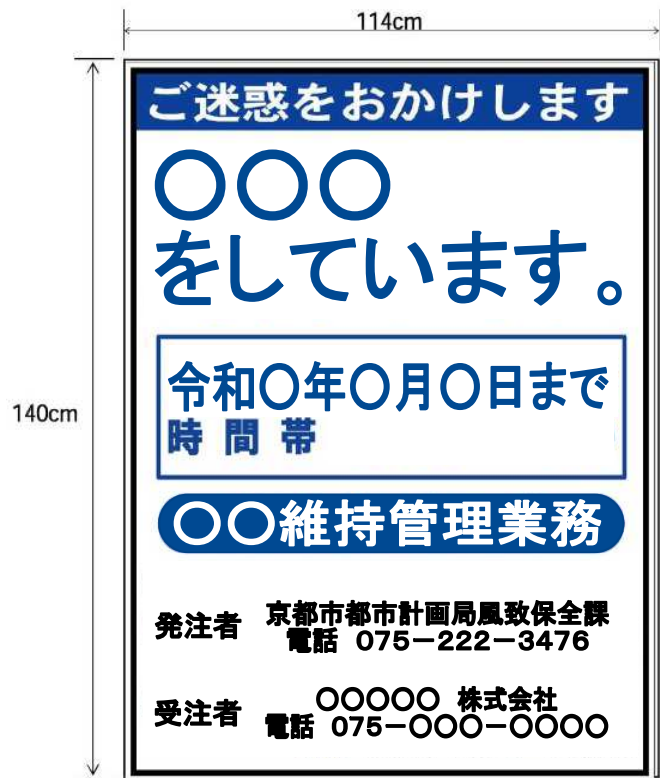 114cm
140cm
ご迷惑をおかけします
〇〇〇
をしています。
令和〇年〇月〇日まで
時間帯
〇〇維持管理業務
発注者 京都市都市計画局風致保全課
電話 075－222－3476
受注者 〇〇〇〇〇 株式会社
電話 075－〇〇〇－〇〇〇〇